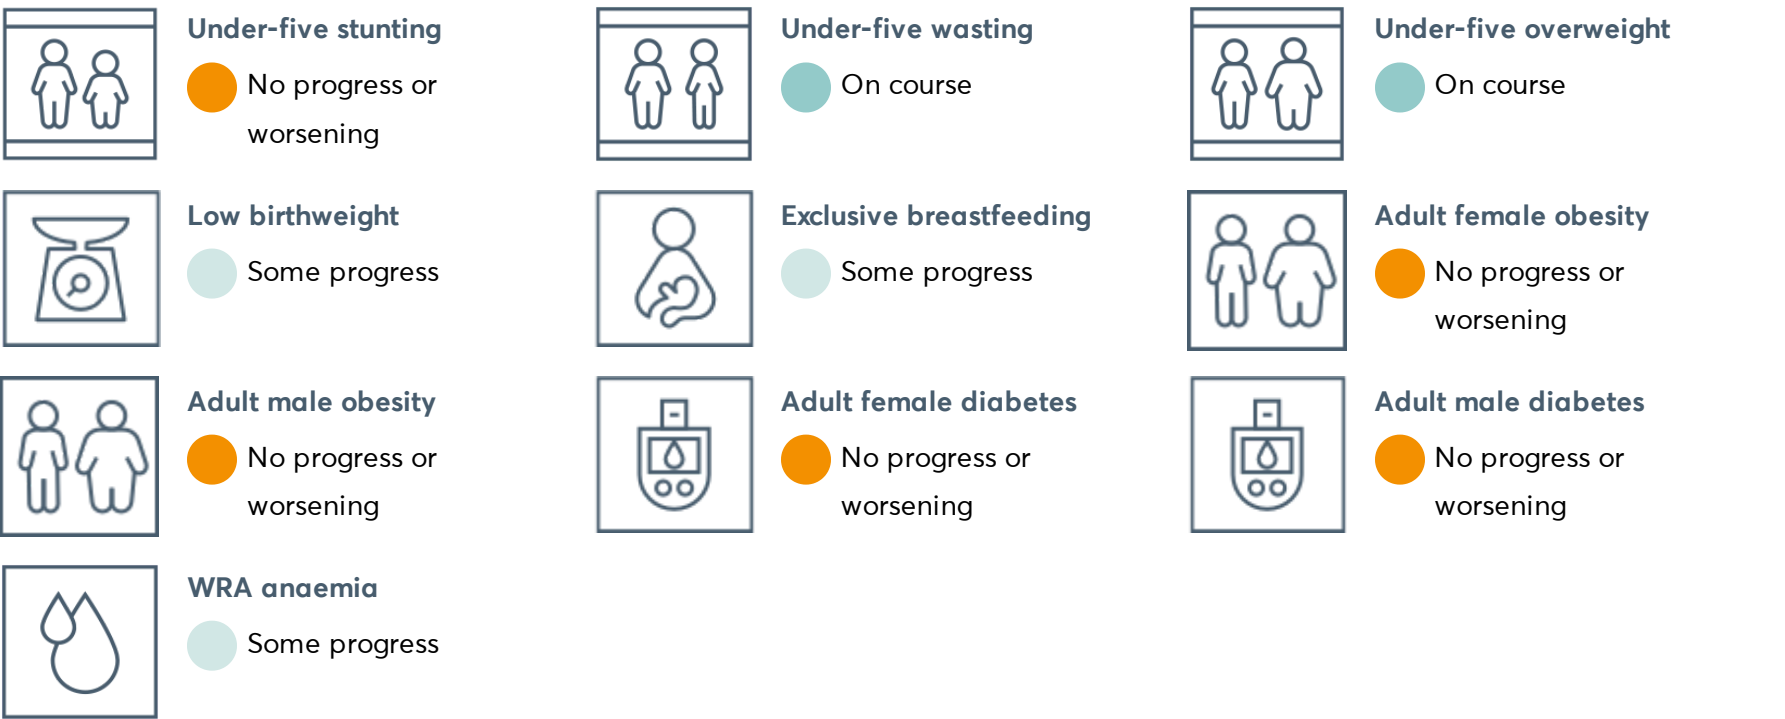 Under-five stunting
No progress or
worsening
Under-five wasting
On course
Under-five overweight
On course
Low birthweight
Some progress
Exclusive breastfeeding
Some progress
Adult female obesity
No progress or
worsening
Adult male obesity
No progress or
worsening
Adult female diabetes
No progress or
worsening
Adult male diabetes
No progress or
worsening
WRA anaemia
Some progress